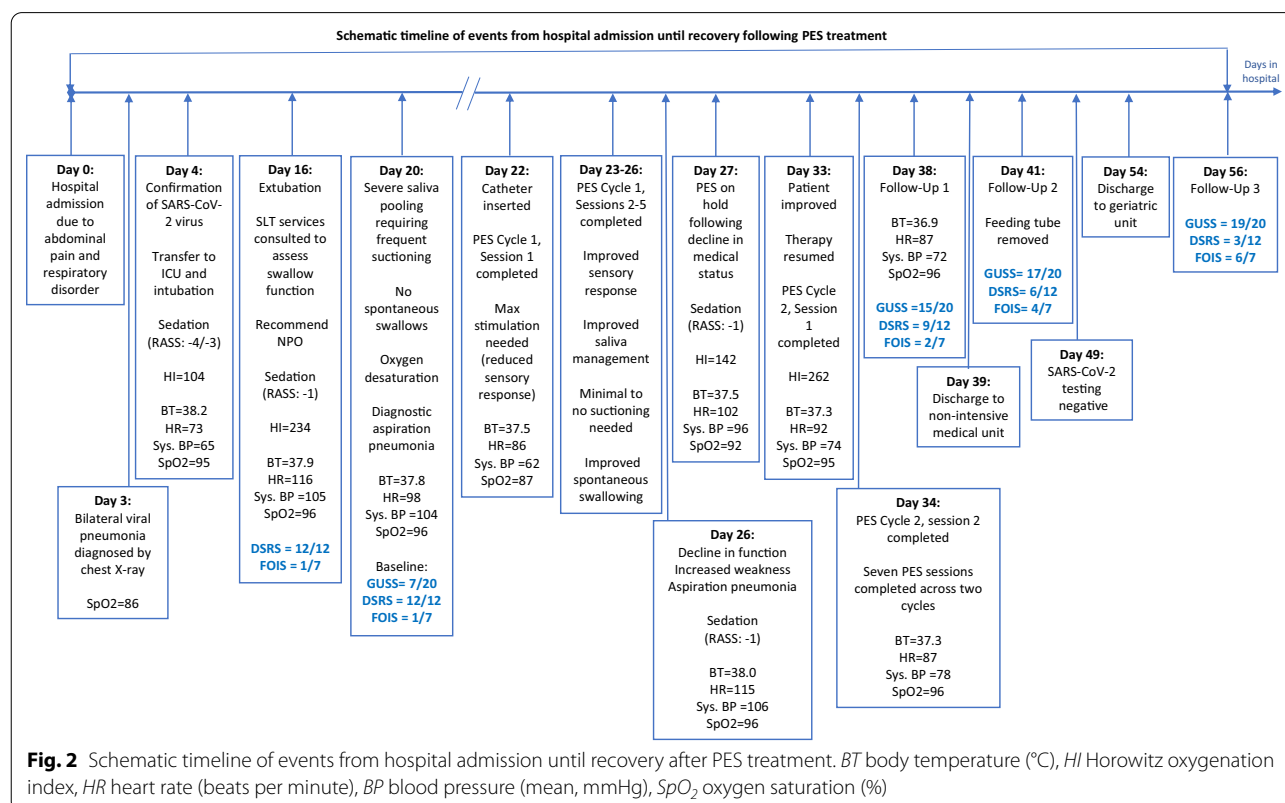 Schematic timeline of events from hospital admission until recovery following PES treatment
Days in
hospital
Day 0:
Hospital
admission
due to
abdominal
pain and
respiratory
disorder
Day 3:
Bilateral viral
pneumonia
diagnosed by
chest X-ray
SpO2=86
Day 4:
Confirmation
of SARS-CoV-
2 virus
Transfer to
ICU and
intubation
Sedation
(RASS: -4/-3)
HI=104
BT=38.2
HR=73
Sys. BP=65
SpO2=95
Day 16:
Extubation
SLT services
consulted to
assess
swallow
function
Recommend
NPO
Sedation
(RASS: -1)
HI=234
BT=37.9
HR=116
Sys. BP=105
SpO2=96
DSRS = 12/12
FOIS = 1/7
Day 20:
Severe saliva
pooling
requiring
frequent
suctioning
No
spontaneous
swallows
Oxygen
desaturation
Diagnostic
aspiration
pneumonia
BT=37.8
HR=98
Sys. BP =104
SpO2=96
Baseline:
GUSS= 7/20
DSRS = 12/12
FOIS = 1/7
Day 22:
Catheter
inserted
PES Cycle 1,
Session 1
completed
Max
stimulation
needed
(reduced
sensory
response)
BT=37.5
HR=86
Sys. BP =62
SpO2=87
Day 23-26:
PES Cycle 1,
Sessions 2-5
completed
Improved
sensory
response
Improved
saliva
management
Minimal to
no suctioning
needed
Improved
spontaneous
swallowing
Day 26:
Decline in function
Increased weakness
Aspiration pneumonia
Sedation
(RASS: -1)
BT=38.0
HR=115
Sys. BP =106
SpO2=96
Day 27:
PES on
hold
following
decline in
medical
status
Sedation
(RASS: -1)
HI=142
BT=37.5
HR=102
Sys. BP =96
SpO2=92
Day 33:
Patient
improved
Therapy
resumed
PES Cycle
2, Session
1
completed
HI=262
BT=37.3
HR=92
Sys. BP =74
SpO2=95
Day 34:
PES Cycle 2, session 2
completed
Seven PES sessions
completed across two
cycles
BT=37.3
HR=87
Sys. BP =78
SpO2=96
Day 38:
Follow-Up 1
BT=36.9
HR=87
Sys. BP =72
SpO2=96
GUSS =15/20
DSRS = 9/12
FOIS = 2/7
Day 39:
Discharge to
non-intensive
medical unit
Day 41:
Follow-Up 2
Feeding tube
removed
GUSS= 17/20
DSRS= 6/12
FOIS= 4/7
Day 49:
SARS-CoV-2
testing
negative
Day 54:
Discharge
to geriatric
unit
Day 56:
Follow-Up 3
GUSS = 19/20
DSRS = 3/12
FOIS = 6/7
Fig. 2 Schematic timeline of events from hospital admission until recovery after PES treatment. BT body temperature (°C), HI Horowitz oxygenation
index, HR heart rate (beats per minute), BP blood pressure (mean, mmHg), SpO2 oxygen saturation (%)